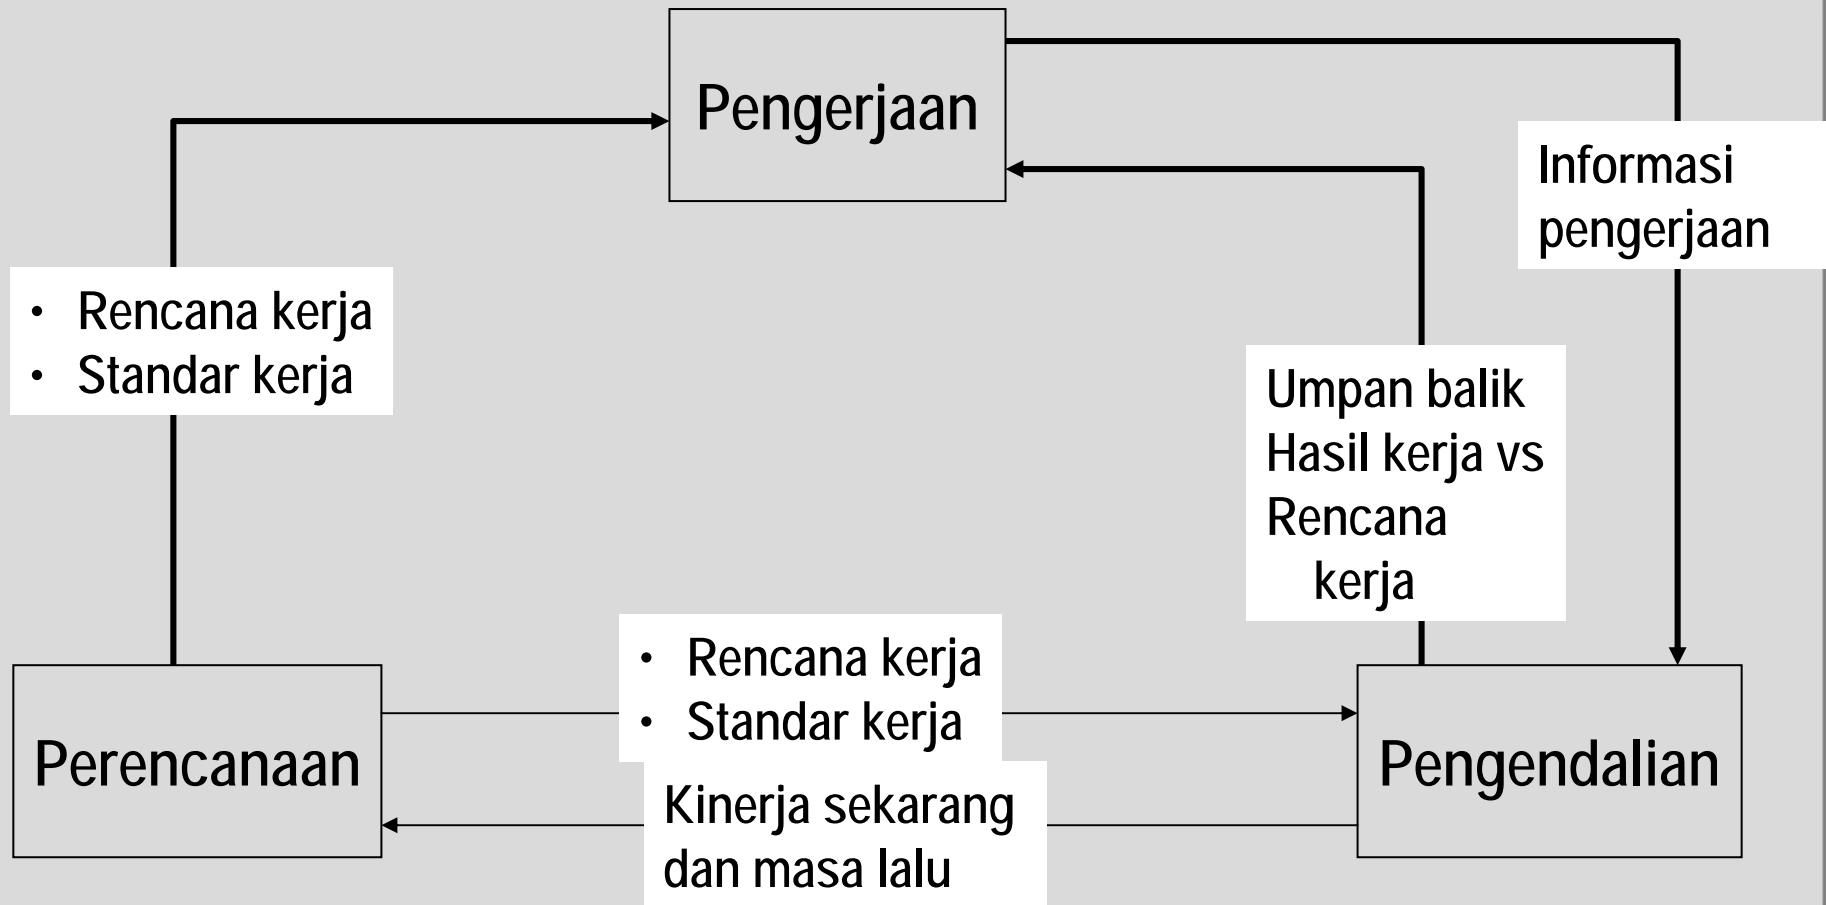 Pengerjaan
Informasi
pengerjaan
• Rencana kerja
• Standar kerja
Umpan balik
Hasil kerja vs
Rencana
kerja
• Rencana kerja
• Standar kerja
Perencanaan
Pengendalian
Kinerja sekarang
dan masa lalu